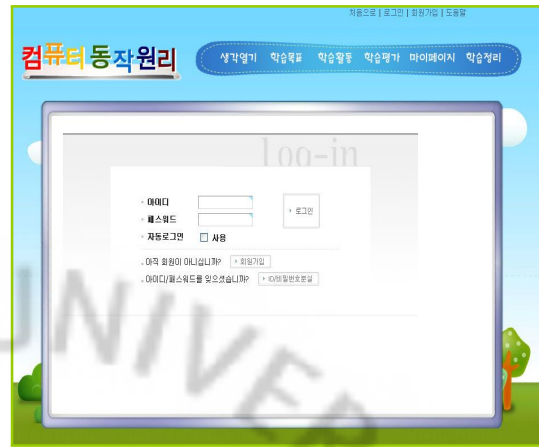 처음으로 | 로그인 | 회원가입 | 도움말
컴퓨터동작원리
생각열기 학습목표 학습활동 학습평가 마이페이지 학습정리
log-in
아이디
패스워드
로그인
자동로그인 사용
아직 회원이 아니십니까? 회원가입
아이디/패스워드를 잊으셨습니까? ID/비밀번호분실
UNIVER